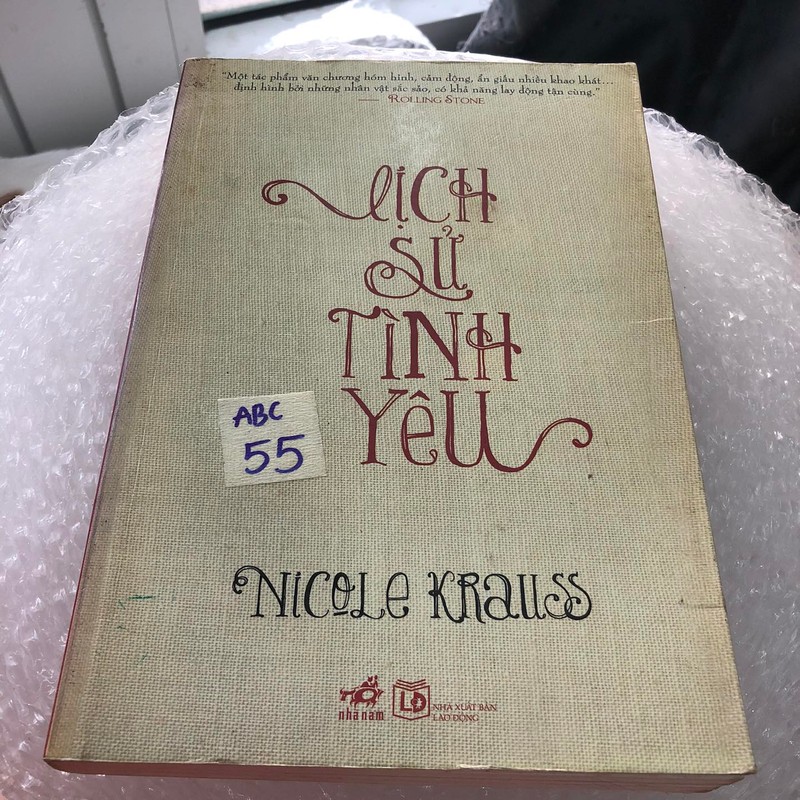 "Một tác phẩm văn chương hóm hỉnh, cảm động, ẩn giấu nhiều khao khát...
định hình bởi những nhân vật sắc sảo, có khả năng lay động tận cùng."
— ROLLING STONE
LỊCH
SỬ
TÌNH
YÊU
ABC
55
NICOLE KRAUSS
nhã nam
LĐ
NHÀ XUẤT BẢN
LAO ĐỘNG